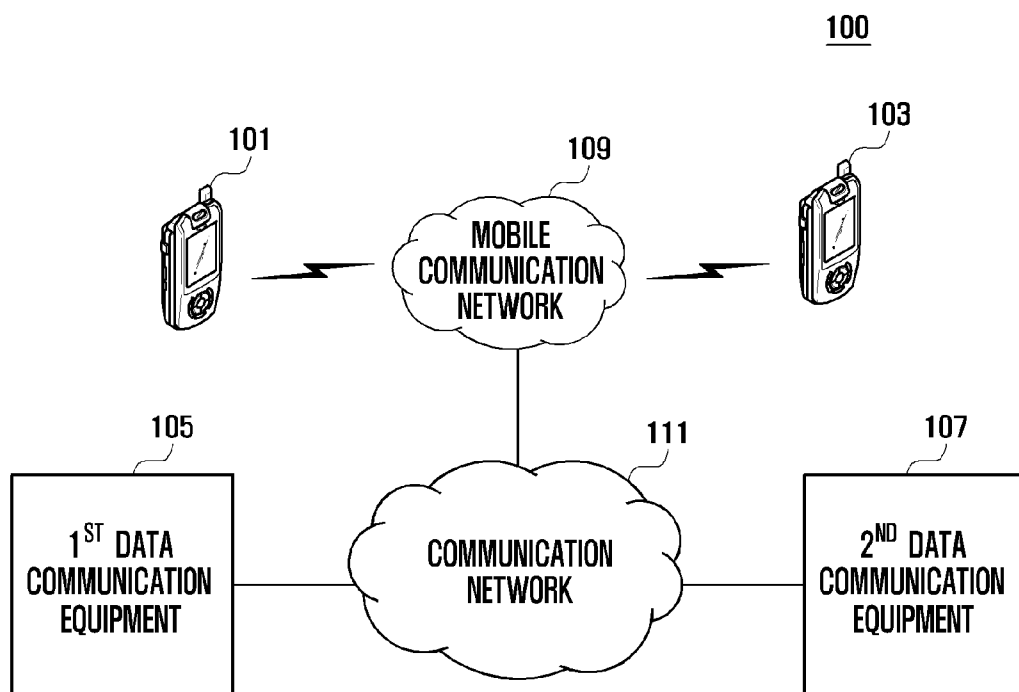 100
101
109
103
MOBILE
COMMUNICATION
NETWORK
105
111
107
1ST DATA
COMMUNICATION
EQUIPMENT
COMMUNICATION
NETWORK
2ND DATA
COMMUNICATION
EQUIPMENT